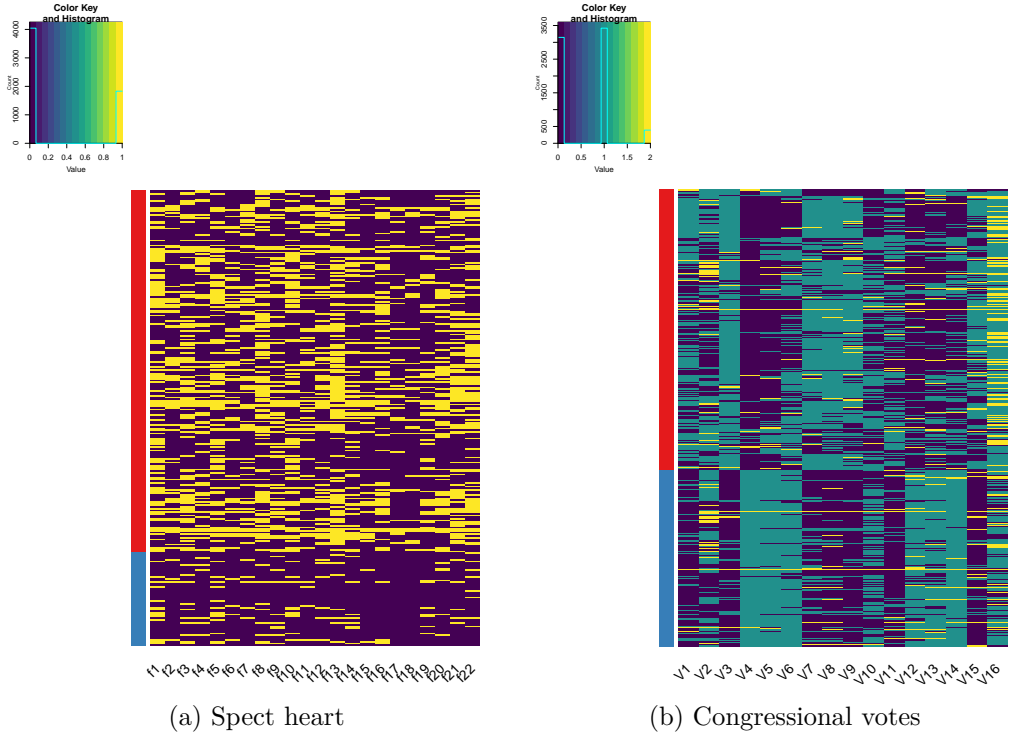 Color Key
and Histogram
Count
0 1000 2000 3000 4000
0 0.2 0.4 0.6 0.8 1
Value
f1 f2 f3 f4 f5 f6 f7 f8 f9 f10 f11 f12 f13 f14 f15 f16 f17 f18 f19 f20 f21 f22
(a) Spect heart
Color Key
and Histogram
Count
0 500 1500 2500 3500
0 0.5 1 1.5 2
Value
V1 V2 V3 V4 V5 V6 V7 V8 V9 V10 V11 V12 V13 V14 V15 V16
(b) Congressional votes